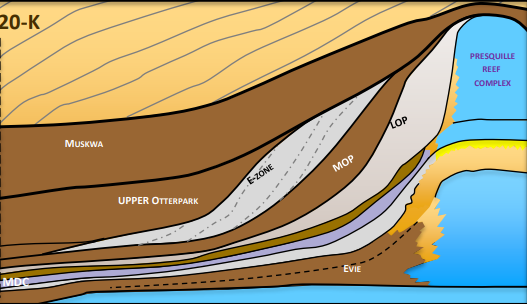 20-K
PRESQUILLE
REEF
COMPLEX
LOP
MUSKWA
MOP
E-ZONE
UPPER OTTERPARK
EVIE
MDC